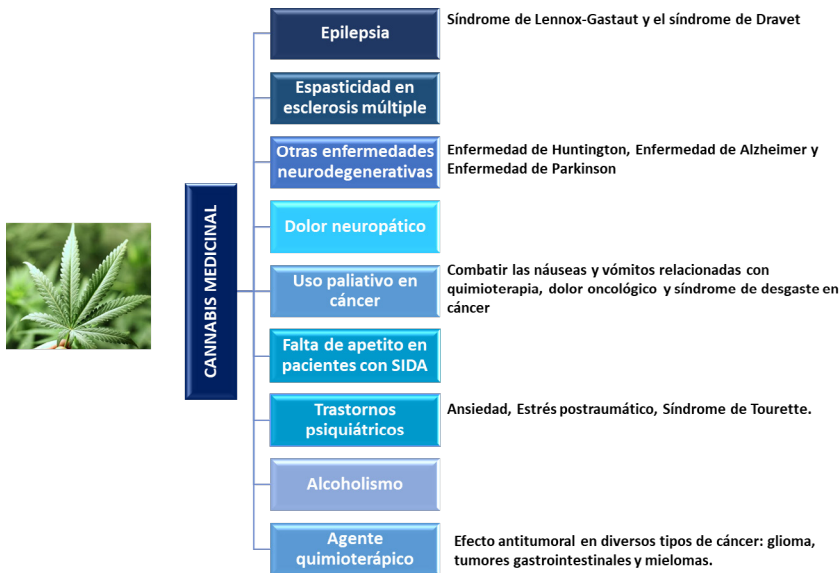 CANNABIS MEDICINAL
Epilepsia
Síndrome de Lennox-Gastaut y el síndrome de Dravet
Espasticidad en
esclerosis múltiple
Otras enfermedades
neurodegenerativas
Enfermedad de Huntington, Enfermedad de Alzheimer y
Enfermedad de Parkinson
Dolor neuropático
Uso paliativo en
cáncer
Combatir las náuseas y vómitos relacionadas con
quimioterapia, dolor oncológico y síndrome de desgaste en
cáncer
Falta de apetito en
pacientes con SIDA
Trastornos
psiquiátricos
Ansiedad, Estrés postraumático, Síndrome de Tourette.
Alcoholismo
Agente
quimioterápico
Efecto antitumoral en diversos tipos de cáncer: glioma,
tumores gastrointestinales y mielomas.